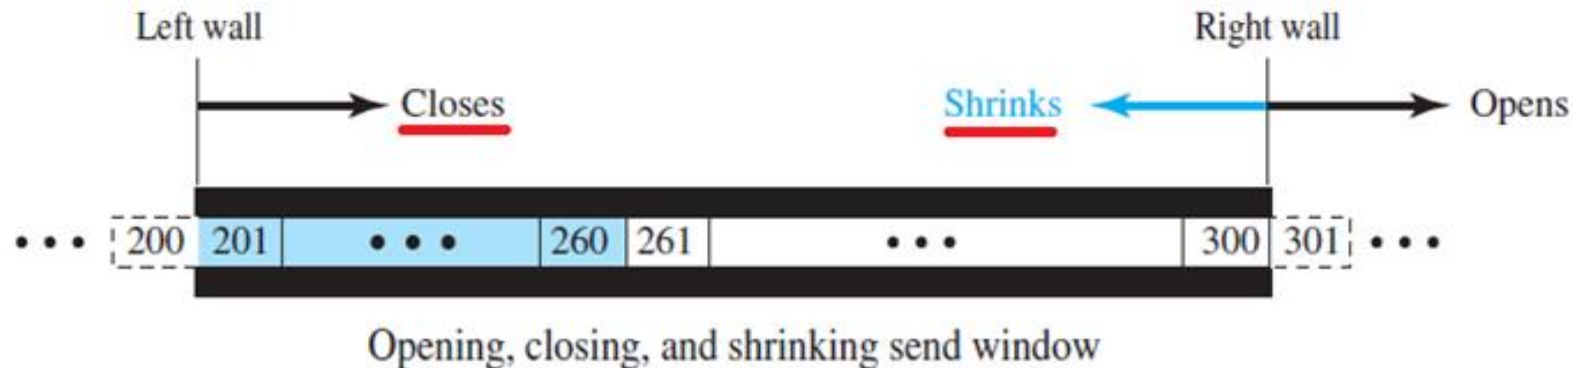 Left wall Right wall
Closes Shrinks Opens
... 200 201 ... 260 261 ... 300 301 ...
Opening, closing, and shrinking send window